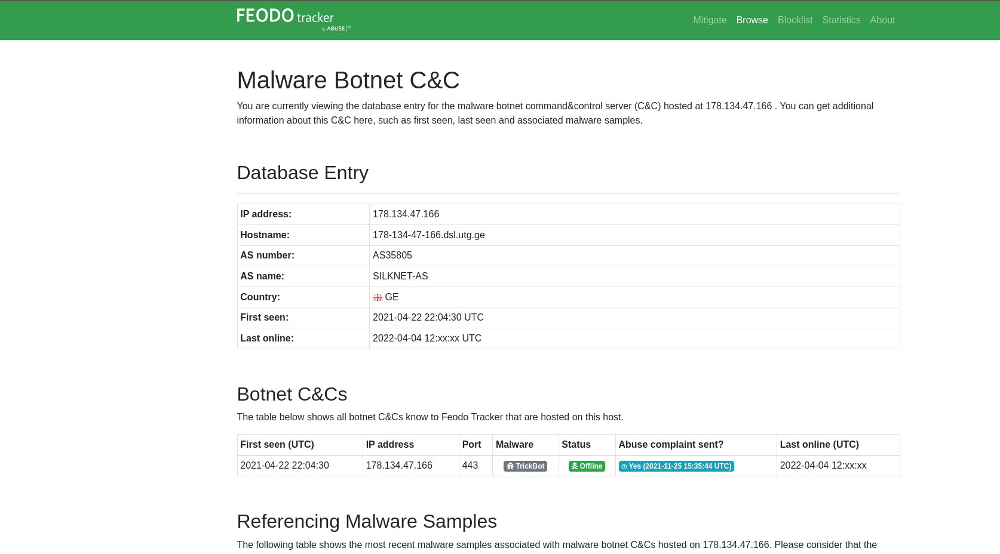 FEODO tracker
by ABUSE|ch
Mitigate Browse Blocklist Statistics About
Malware Botnet C&C
You are currently viewing the database entry for the malware botnet command&control server (C&C) hosted at 178.134.47.166 . You can get additional
information about this C&C here, such as first seen, last seen and associated malware samples.
Database Entry
IP address: 178.134.47.166
Hostname: 178-134-47-166.dsl.utg.ge
AS number: AS35805
AS name: SILKNET-AS
Country: GE
First seen: 2021-04-22 22:04:30 UTC
Last online: 2022-04-04 12:xx:xx UTC
Botnet C&Cs
The table below shows all botnet C&Cs know to Feodo Tracker that are hosted on this host.
First seen (UTC) IP address Port Malware Status Abuse complaint sent? Last online (UTC)
2021-04-22 22:04:30 178.134.47.166 443 TrickBot Offline Yes (2021-11-25 15:35:44 UTC) 2022-04-04 12:xx:xx
Referencing Malware Samples
The following table shows the most recent malware samples associated with malware botnet C&Cs hosted on 178.134.47.166. Please consider that the